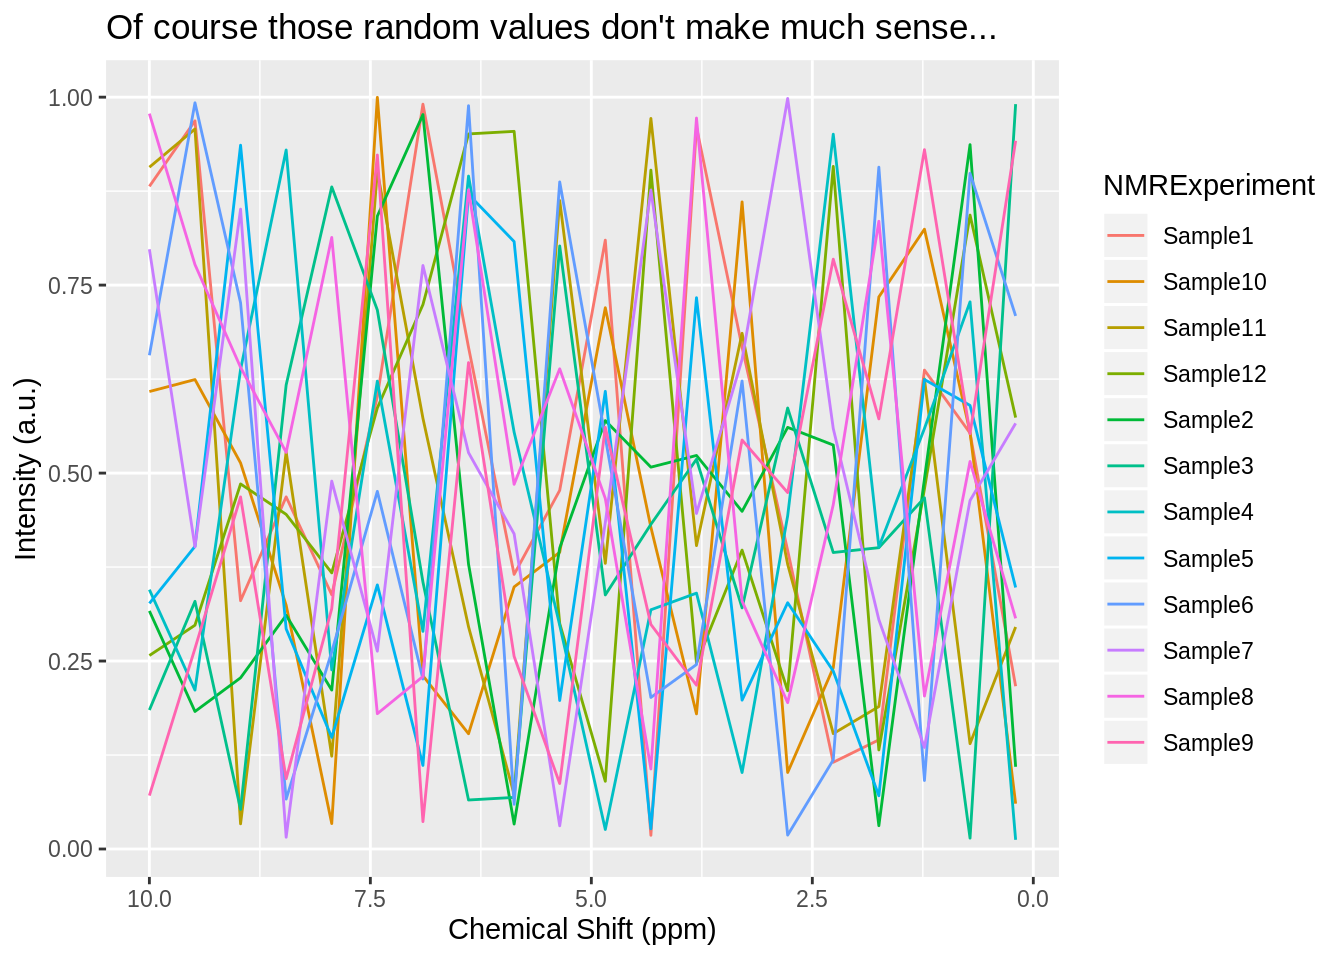 Of course those random values don't make much sense...
1.00
0.75
0.50
0.25
0.00
Intensity (a.u.)
10.0
7.5
5.0
2.5
0.0
Chemical Shift (ppm)
NMRExperiment
Sample1
Sample10
Sample11
Sample12
Sample2
Sample3
Sample4
Sample5
Sample6
Sample7
Sample8
Sample9